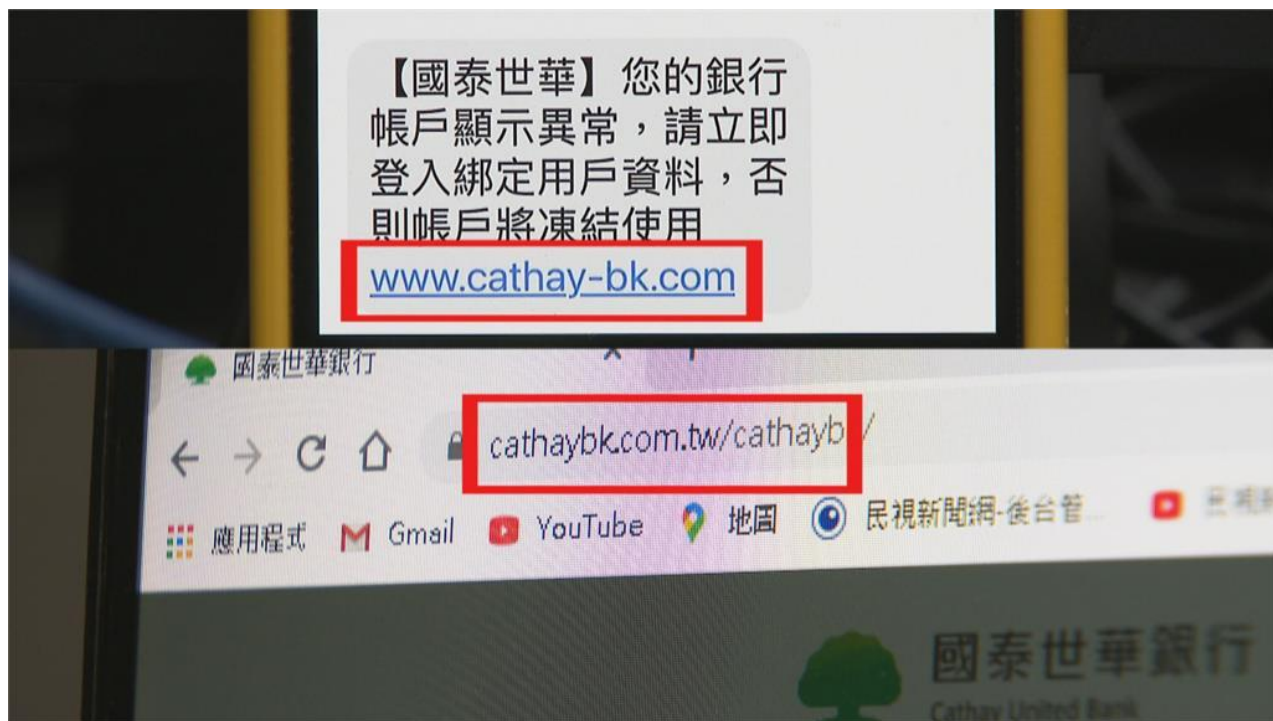 【國泰世華】您的銀行
帳戶顯示異常，請立即
登入綁定用戶資料，否
則帳戶將凍結使用
www.cathay-bk.com
國泰世華銀行
cathaybk.com.tw/cathayb
應用程式 Gmail YouTube 地圖 民視新聞網-後台管...
國泰世華銀行
Cathay United Bank